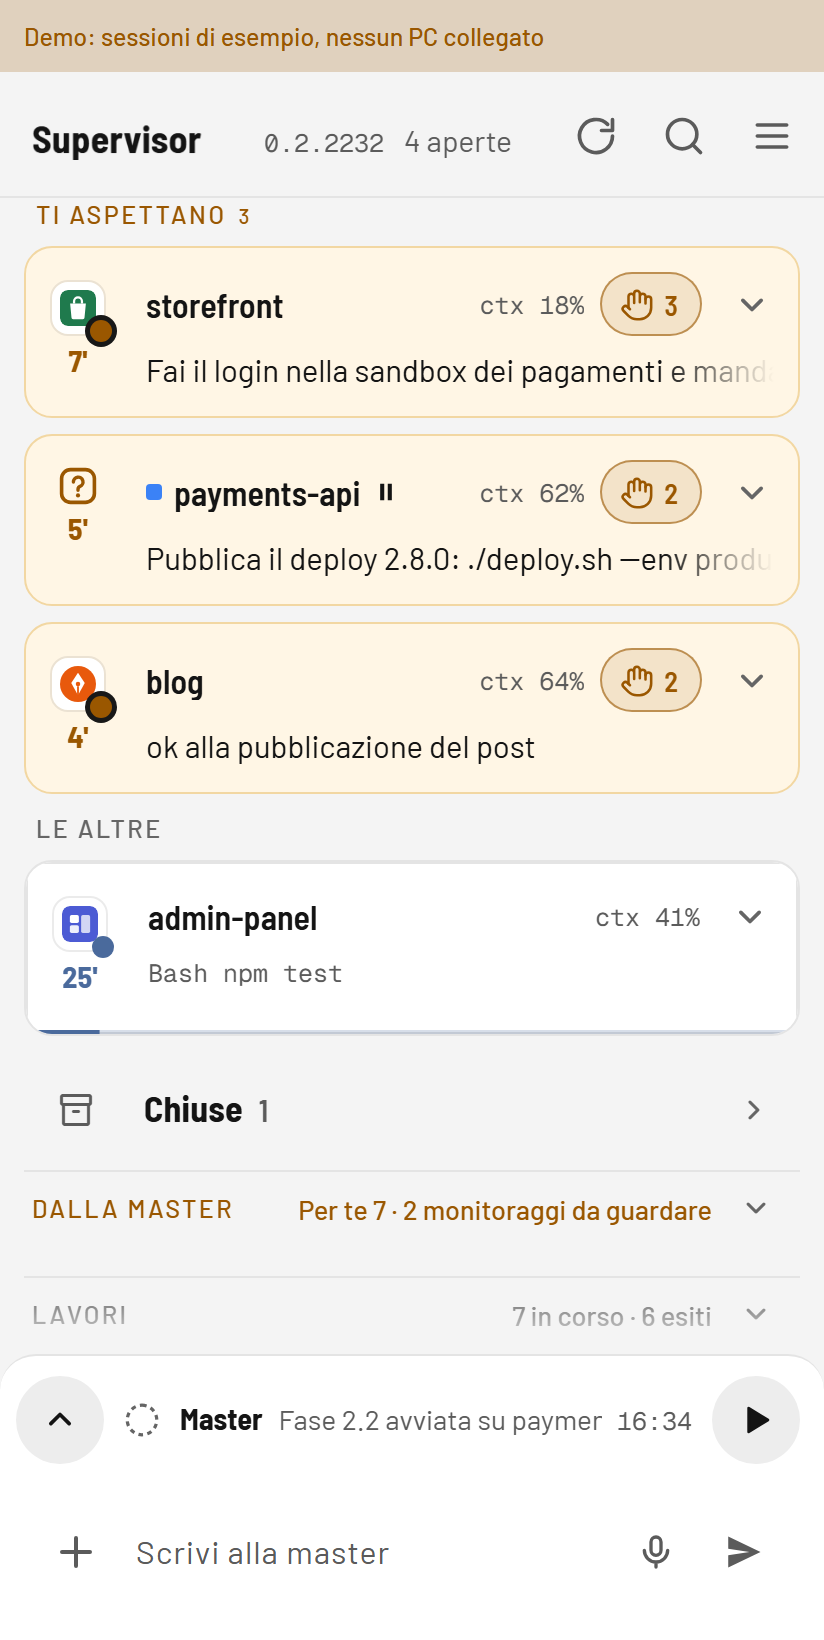 Demo: sessioni di esempio, nessun PC collegato
Supervisor 0.2.2232 4 aperte
TI ASPETTANO 3
storefront ctx 18% 3
7'
Fai il login nella sandbox dei pagamenti e manda
? payments-api ctx 62% 2
5'
Pubblica il deploy 2.8.0: ./deploy.sh —env produ
blog ctx 64% 2
4'
ok alla pubblicazione del post
LE ALTRE
admin-panel ctx 41%
25'
Bash npm test
Chiuse 1
DALLA MASTER Per te 7 · 2 monitoraggi da guardare
LAVORI 7 in corso · 6 esiti
Master Fase 2.2 avviata su paymer 16:34
Scrivi alla master